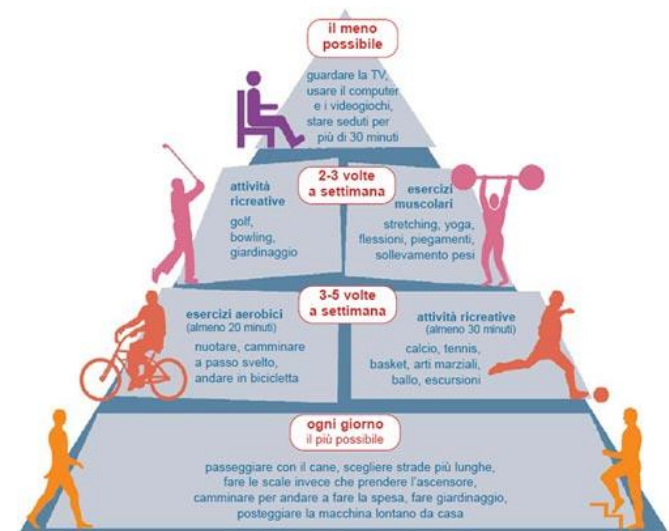 il meno
possibile
guardare la TV,
usare il computer
e i videogiochi,
stare seduti per
più di 30 minuti
2-3 volte
a settimana
attività
ricreative
golf,
bowling,
giardinaggio
esercizi
muscolari
stretching, yoga,
flessioni, piegamenti,
sollevamento pesi
3-5 volte
a settimana
esercizi aerobici
(almeno 20 minuti)
nuotare, camminare
a passo svelto,
andare in bicicletta
attività ricreative
(almeno 30 minuti)
calcio, tennis,
basket, arti marziali,
ballo, escursioni
ogni giorno
il più possibile
passeggiare con il cane, scegliere strade più lunghe,
fare le scale invece che prendere l'ascensore,
camminare per andare a fare la spesa, fare giardinaggio,
posteggiare la macchina lontano da casa